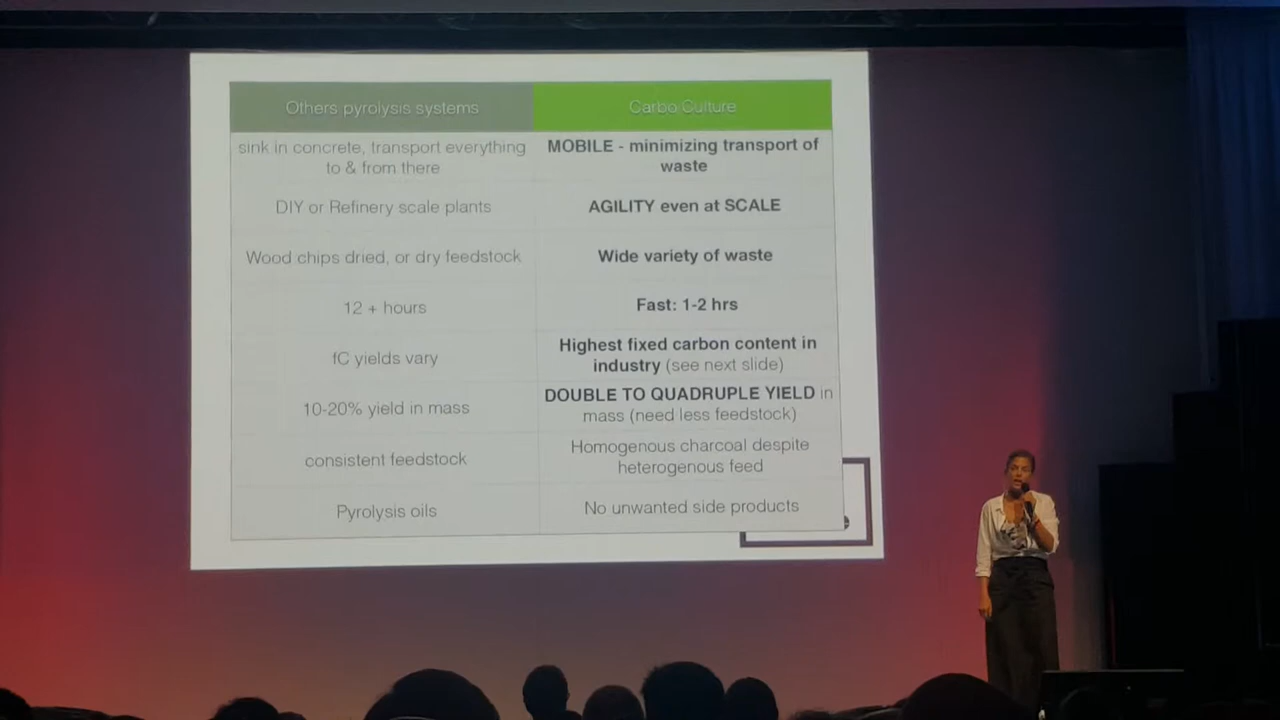 Others pyrolysis systems
Carbo Culture
sink in concrete, transport everything
to & from there
MOBILE - minimizing transport of
waste
DIY or Refinery scale plants
AGILITY even at SCALE
Wood chips dried, or dry feedstock
Wide variety of waste
12 + hours
Fast: 1-2 hrs
fC yields vary
Highest fixed carbon content in
industry (see next slide)
10-20% yield in mass
DOUBLE TO QUADRUPLE YIELD in
mass (need less feedstock)
consistent feedstock
Homogenous charcoal despite
heterogenous feed
Pyrolysis oils
No unwanted side products